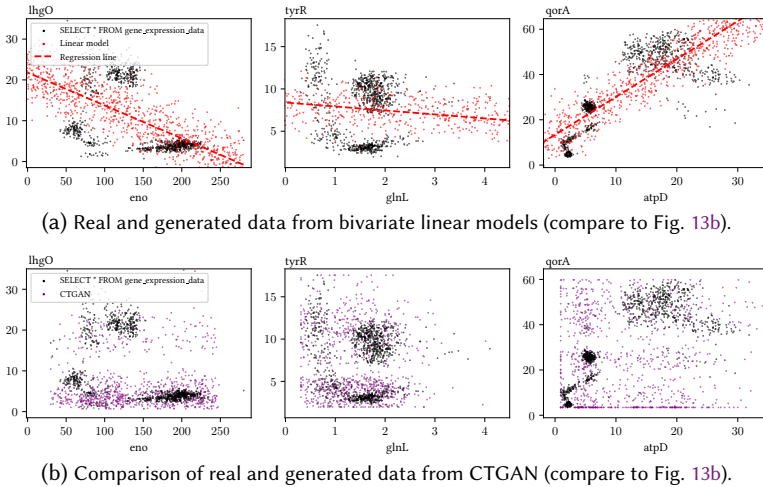 lhgO tyrR qorA
SELECT * FROM gene_expression_data
Linear model
Regression line
30 20 10 0
15 10 5
60 40 20 0
0 50 100 150 200 250
0 1 2 3 4
0 10 20 30
eno glnL atpD
(a) Real and generated data from bivariate linear models (compare to Fig. 13b).
lhgO tyrR qorA
SELECT * FROM gene_expression_data
CTGAN
30 20 10 0
15 10 5
60 40 20 0
0 50 100 150 200 250
0 1 2 3 4
0 10 20 30
eno glnL atpD
(b) Comparison of real and generated data from CTGAN (compare to Fig. 13b).